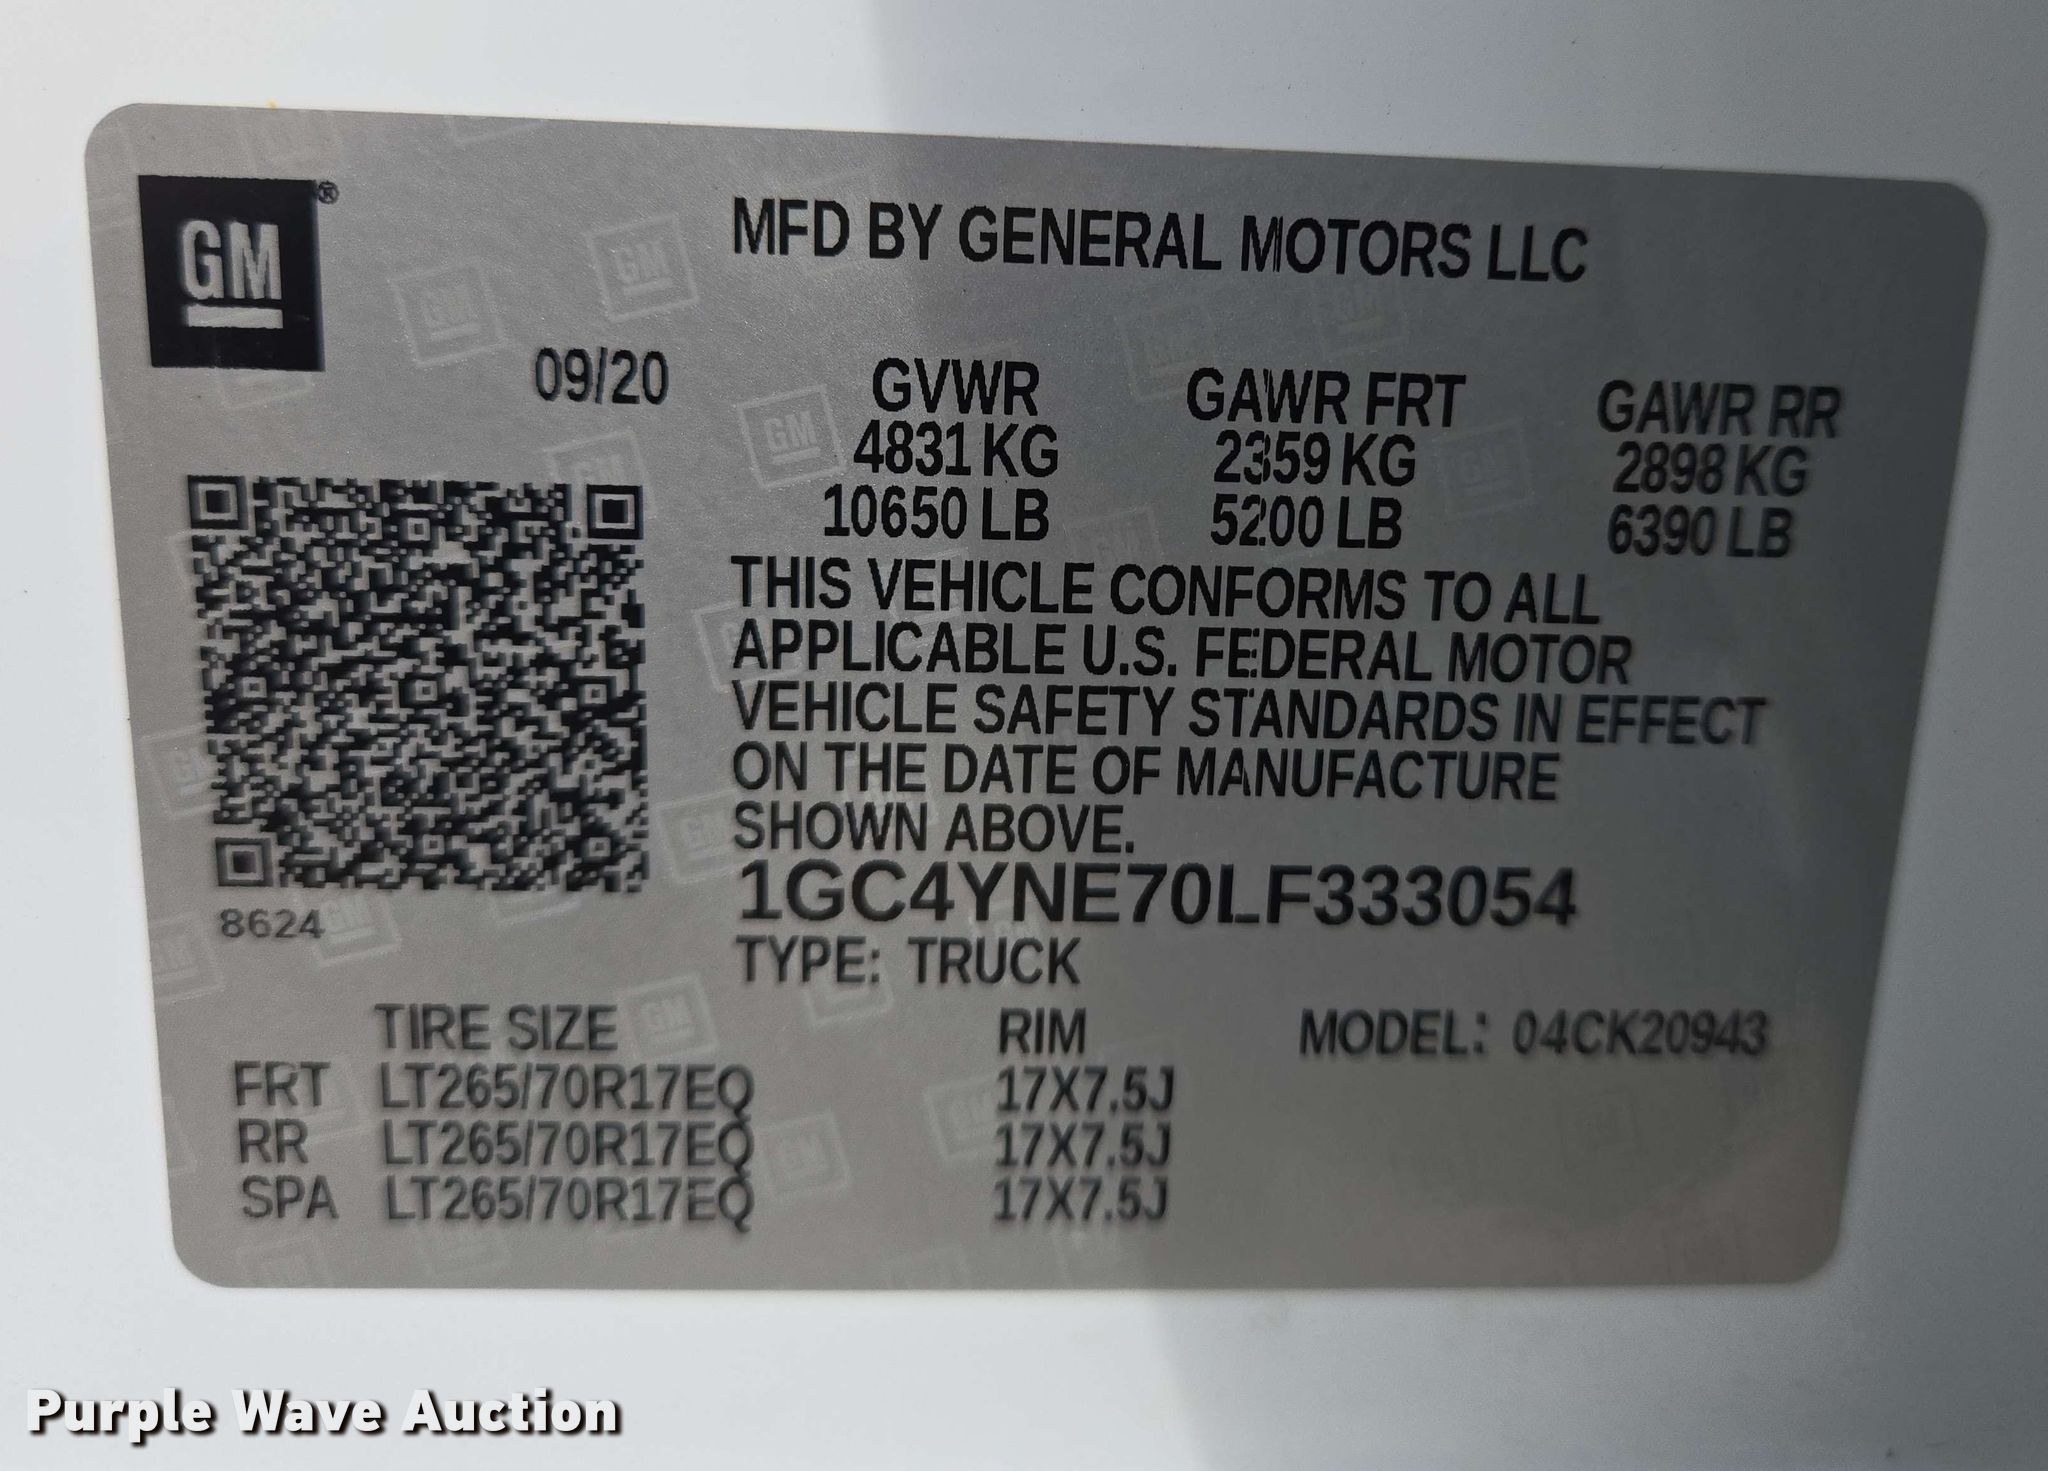 GM®
MFD BY GENERAL MOTORS LLC
09/20
GVWR GAWR FRT GAWR RR
4831 KG 2359 KG 2898 KG
10650 LB 5200 LB 6390 LB
THIS VEHICLE CONFORMS TO ALL
APPLICABLE U.S. FEDERAL MOTOR
VEHICLE SAFETY STANDARDS IN EFFECT
ON THE DATE OF MANUFACTURE
SHOWN ABOVE.
1GC4YNE70LF333054
8624
TYPE: TRUCK
TIRE SIZE RIM MODEL: 04CK20943
FRT LT265/70R17EQ 17X7.5J
RR LT265/70R17EQ 17X7.5J
SPA LT265/70R17EQ 17X7.5J
Purple Wave Auction